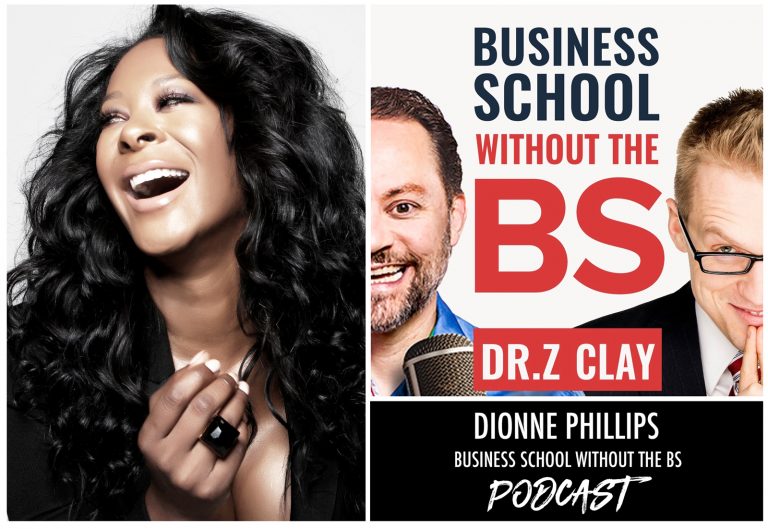 BUSINESS
SCHOOL
WITHOUT THE
BS
DR.Z CLAY
DIONNE PHILLIPS
BUSINESS SCHOOL WITHOUT THE BS
PODCAST